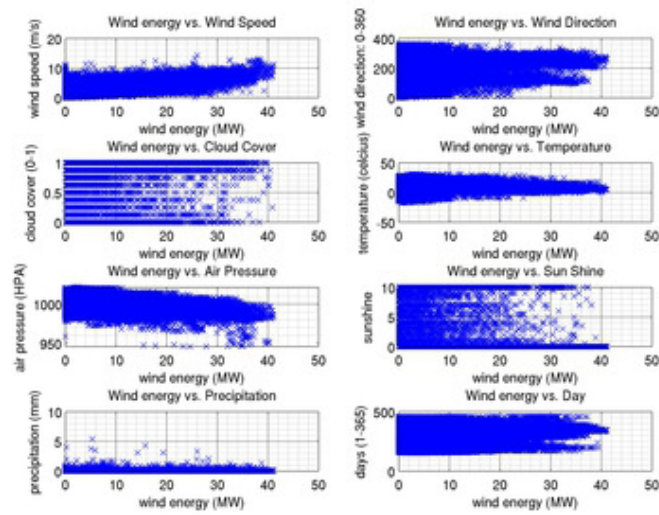 Wind energy vs. Wind Speed
wind speed (m/s)
20
10
0
0 10 20 30 40 50
wind energy (MW)
Wind energy vs. Wind Direction
wind direction: 0-360
400
200
0
0 10 20 30 40 50
wind energy (MW)
Wind energy vs. Cloud Cover
cloud cover (0-1)
1
0.5
0
0 10 20 30 40 50
wind energy (MW)
Wind energy vs. Temperature
temperature (celcius)
50
0
-50
0 10 20 30 40 50
wind energy (MW)
Wind energy vs. Air Pressure
air pressure (HPA)
1000
950
0 10 20 30 40 50
wind energy (MW)
Wind energy vs. Sun Shine
sunshine
10
5
0
0 10 20 30 40 50
wind energy (MW)
Wind energy vs. Precipitation
precipitation (mm)
10
5
0
0 10 20 30 40 50
wind energy (MW)
Wind energy vs. Day
days (1-365)
500
0
0 10 20 30 40 50
wind energy (MW)